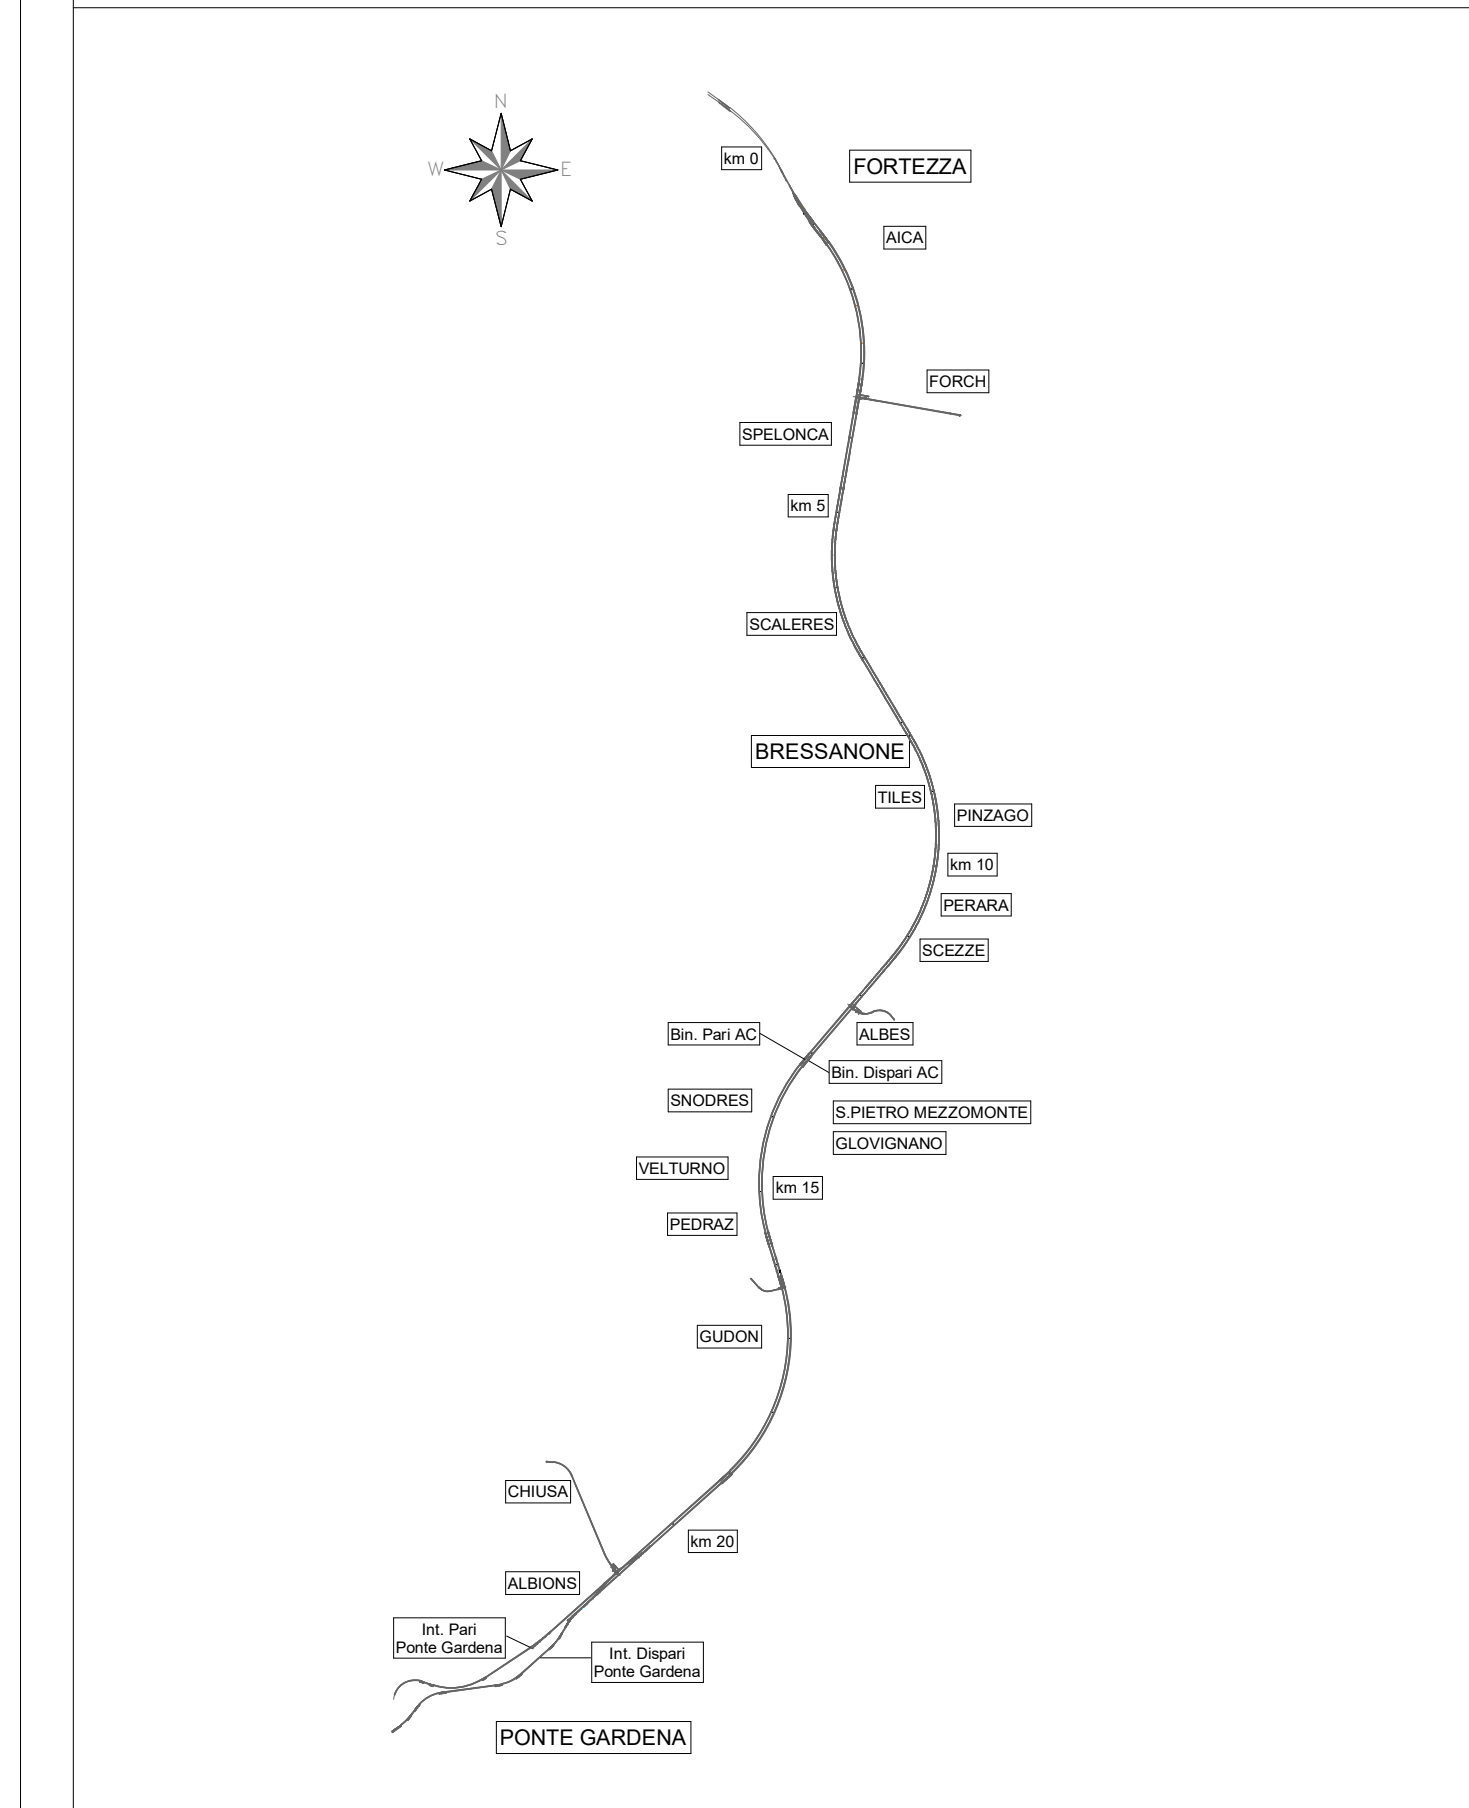 N
W
E
S
km 0
FORTEZZA
AICA
FORCH
SPELONCA
km 5
SCALERES
BRESSANONE
TILES
PINZAGO
km 10
PERARA
SCEZZE
Bin. Pari AC
ALBES
Bin. Dispari AC
SNODRES
S.PIETRO MEZZOMONTE
GLOVIGNANO
VELTURNO
km 15
PEDRAZ
GUDON
CHIUSA
km 20
ALBIONS
Int. Pari
Ponte Gardena
Int. Dispari
Ponte Gardena
PONTE GARDENA